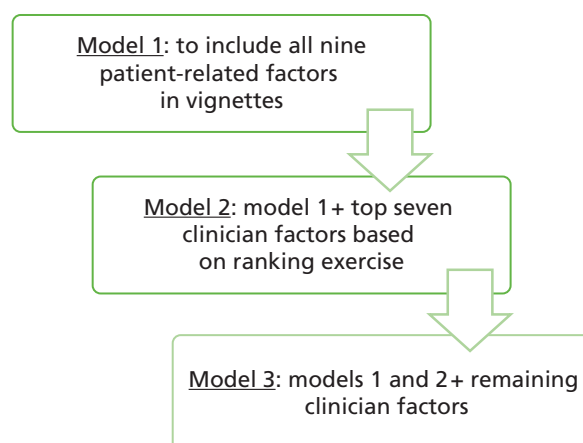 Model 1: to include all nine
patient-related factors
in vignettes
Model 2: model 1+ top seven
clinician factors based
on ranking exercise
Model 3: models 1 and 2+ remaining
clinician factors